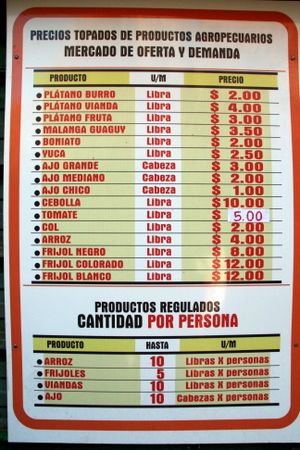 PRECIOS TOPADOS DE PRODUCTOS AGROPECUARIOS
MERCADO DE OFERTA Y DEMANDA
PRODUCTO U/M PRECIO
PLÁTANO BURRO Libra $ 2.00
PLÁTANO VIANDA Libra $ 4.00
PLÁTANO FRUTA Libra $ 3.00
MALANGA GUAGUY Libra $ 3.50
BONIATO Libra $ 2.00
YUCA Libra $ 2.50
AJO GRANDE Cabeza $ 3.00
AJO MEDIANO Cabeza $ 2.00
AJO CHICO Cabeza $ 1.00
CEBOLLA Libra $10.00
TOMATE Libra $ 5.00
COL Libra $ 2.00
ARROZ Libra $ 4.00
FRIJOL NEGRO Libra $ 8.00
FRIJOL COLORADO Libra $ 12.00
FRIJOL BLANCO Libra $ 12.00
PRODUCTOS REGULADOS
CANTIDAD POR PERSONA
PRODUCTO HASTA U/M
ARROZ 10 Libras X personas
FRIJOLES 5 Libras X personas
VIANDAS 10 Libras X personas
AJO 10 Cabezas X personas